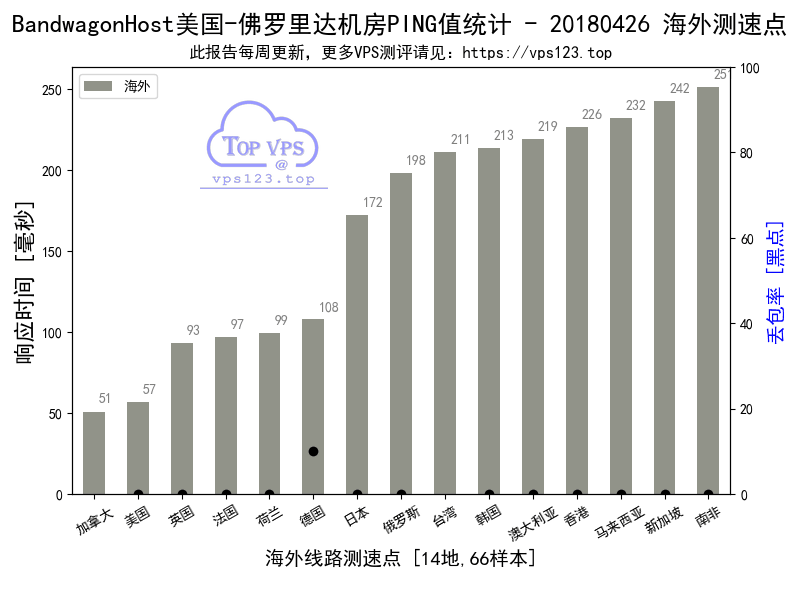 BandwagonHost美国-佛罗里达机房PING值统计 - 20180426 海外测速点
此报告每周更新，更多VPS测评请见：https://vps123.top
海外
TOP VPS
@
vps123.top
响应时间 [毫秒]
250
200
150
100
50
0
51
57
93
97
99
108
172
198
211
213
219
226
232
242
251
100
80
60
40
20
0
丢包率 [黑点]
加拿大
美国
英国
法国
荷兰
德国
日本
俄罗斯
台湾
韩国
澳大利亚
香港
马来西亚
新加坡
南非
海外线路测速点 [14地,66样本]